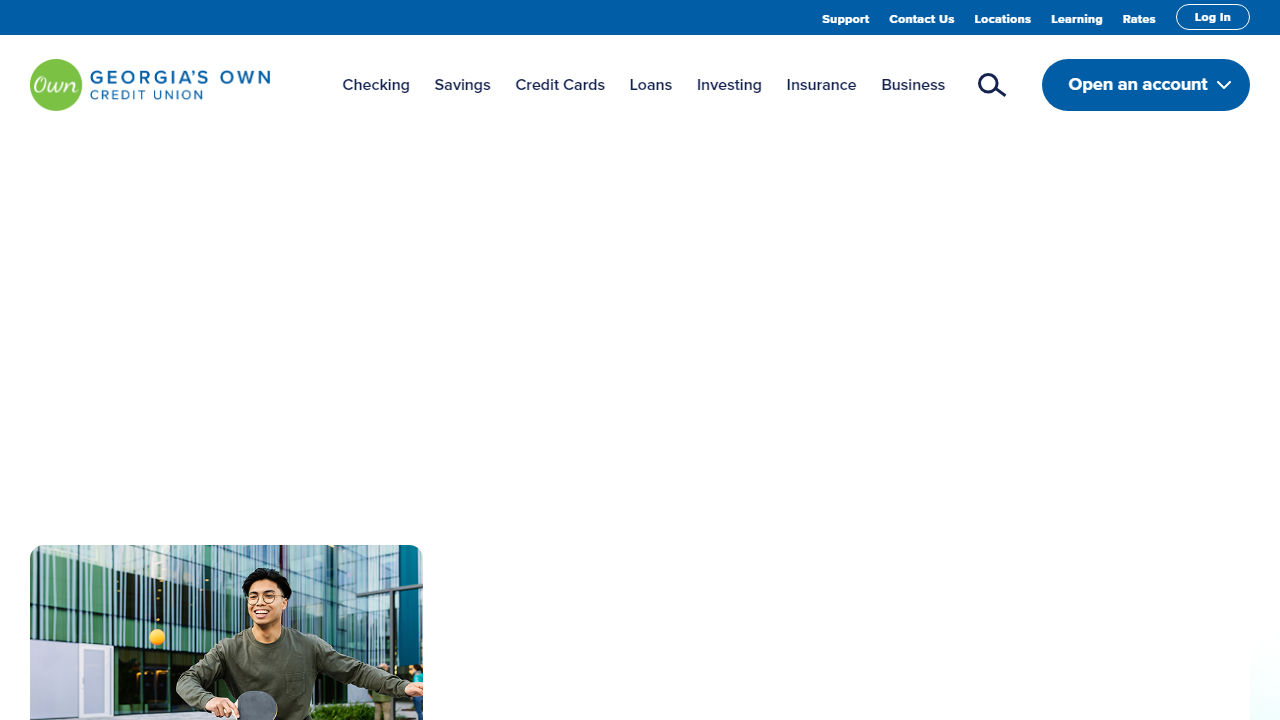 Support Contact Us Locations Learning Rates Log In
Own GEORGIA'S OWN
CREDIT UNION
Checking Savings Credit Cards Loans Investing Insurance Business Open an account